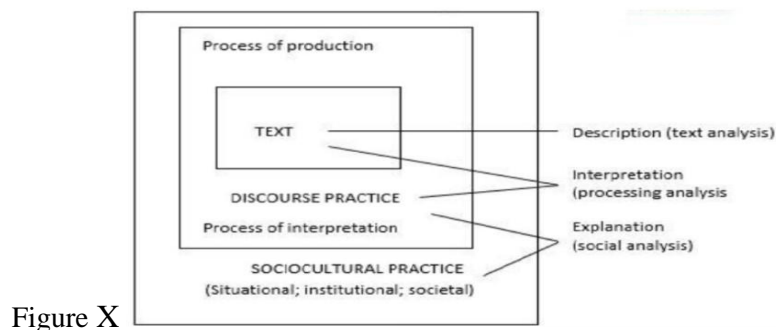 Process of production
TEXT
Description (text analysis)
Interpretation
(processing analysis
DISCOURSE PRACTICE
Process of interpretation
Explanation
(social analysis)
SOCIOCULTURAL PRACTICE
(Situational; institutional; societal)
Figure X